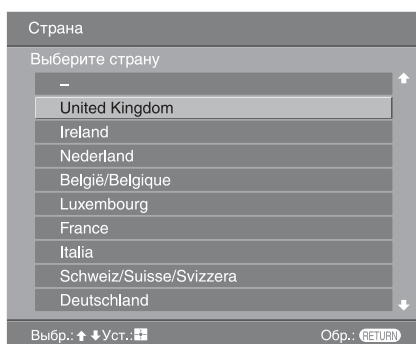 Страна
Выберите страну
–
United Kingdom
Ireland
Nederland
België/Belgique
Luxembourg
France
Italia
Schweiz/Suisse/Svizzera
Deutschland
Выбр.: Уст.: Обр.: RETURN